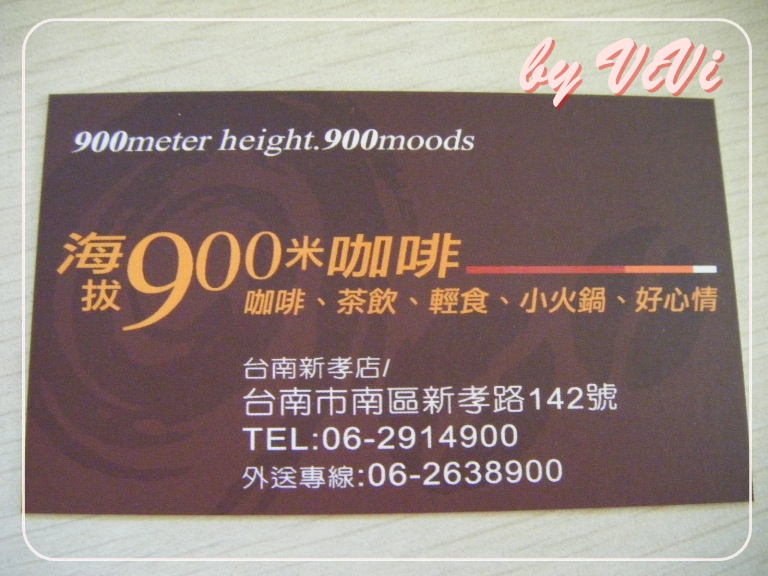 by ViVi
900meter height.900moods
海拔900米咖啡
咖啡、茶飲、輕食、小火鍋、好心情
台南新孝店/
台南市南區新孝路142號
TEL:06-2914900
外送專線:06-2638900